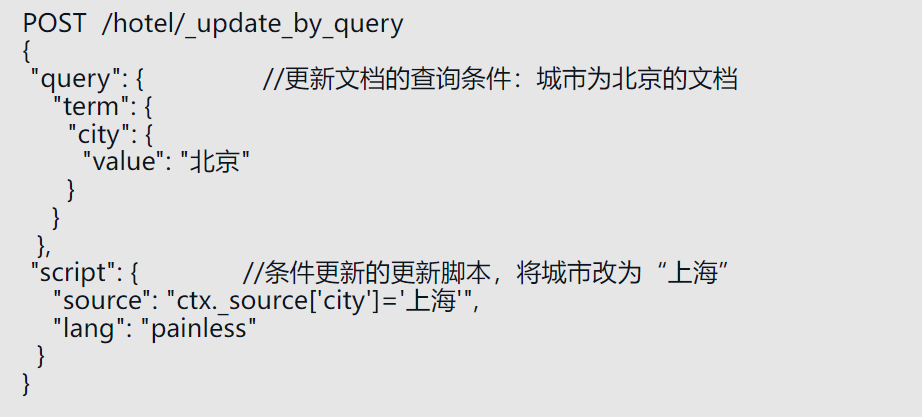 POST  /hotel/_update_by_query
{
 "query": {                //更新文档的查询条件：城市为北京的文档
    "term": {
      "city": {
        "value": "北京"
      }
    }
  },
 "script": {              //条件更新的更新脚本，将城市改为“上海”
    "source": "ctx._source['city']='上海'",
    "lang": "painless"
  }
}